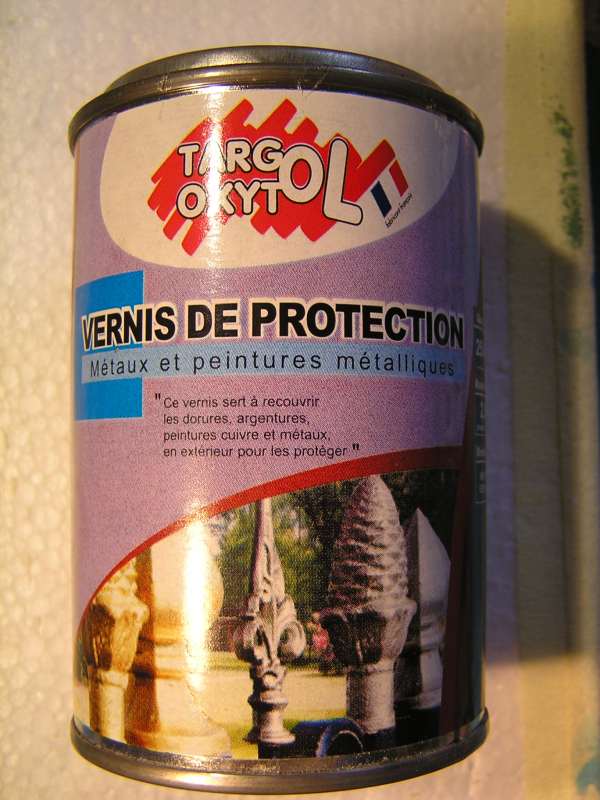 TARGOL
OXYTOL
VERNIS DE PROTECTION
Métaux et peintures métalliques
"Ce vernis sert à recouvrir
les dorures, argentures,
peintures cuivre et métaux,
en extérieur pour les protéger"